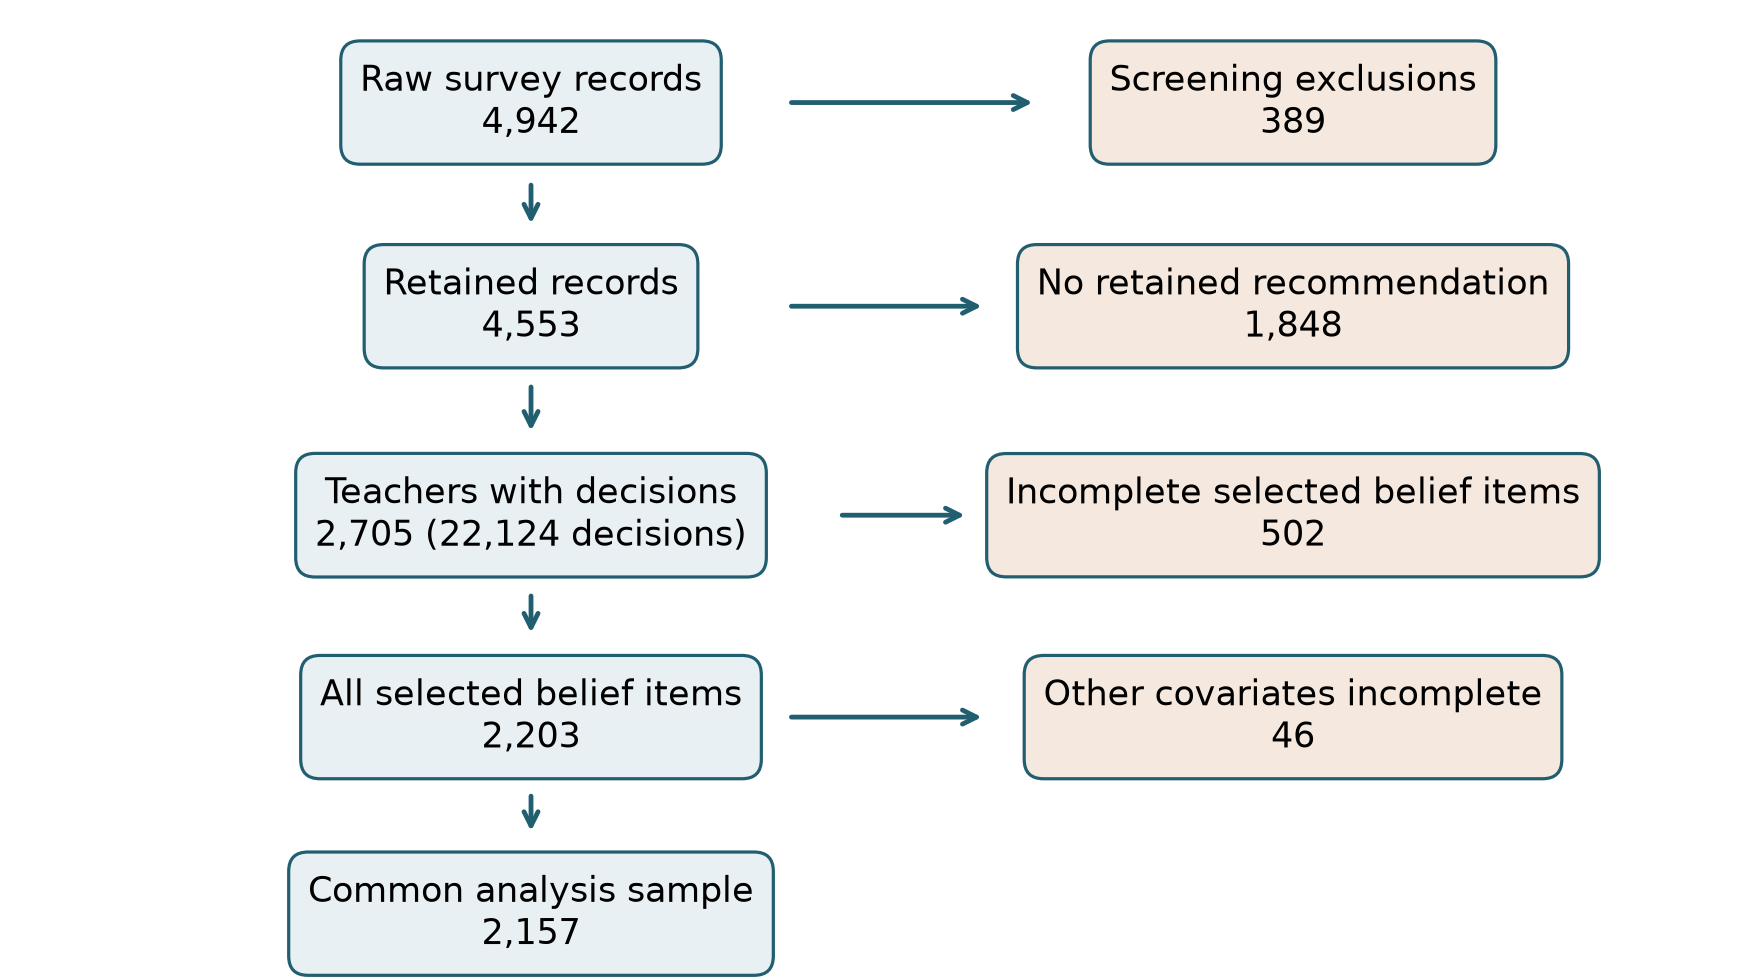 Raw survey records
4,942
Screening exclusions
389
Retained records
4,553
No retained recommendation
1,848
Teachers with decisions
2,705 (22,124 decisions)
Incomplete selected belief items
502
All selected belief items
2,203
Other covariates incomplete
46
Common analysis sample
2,157